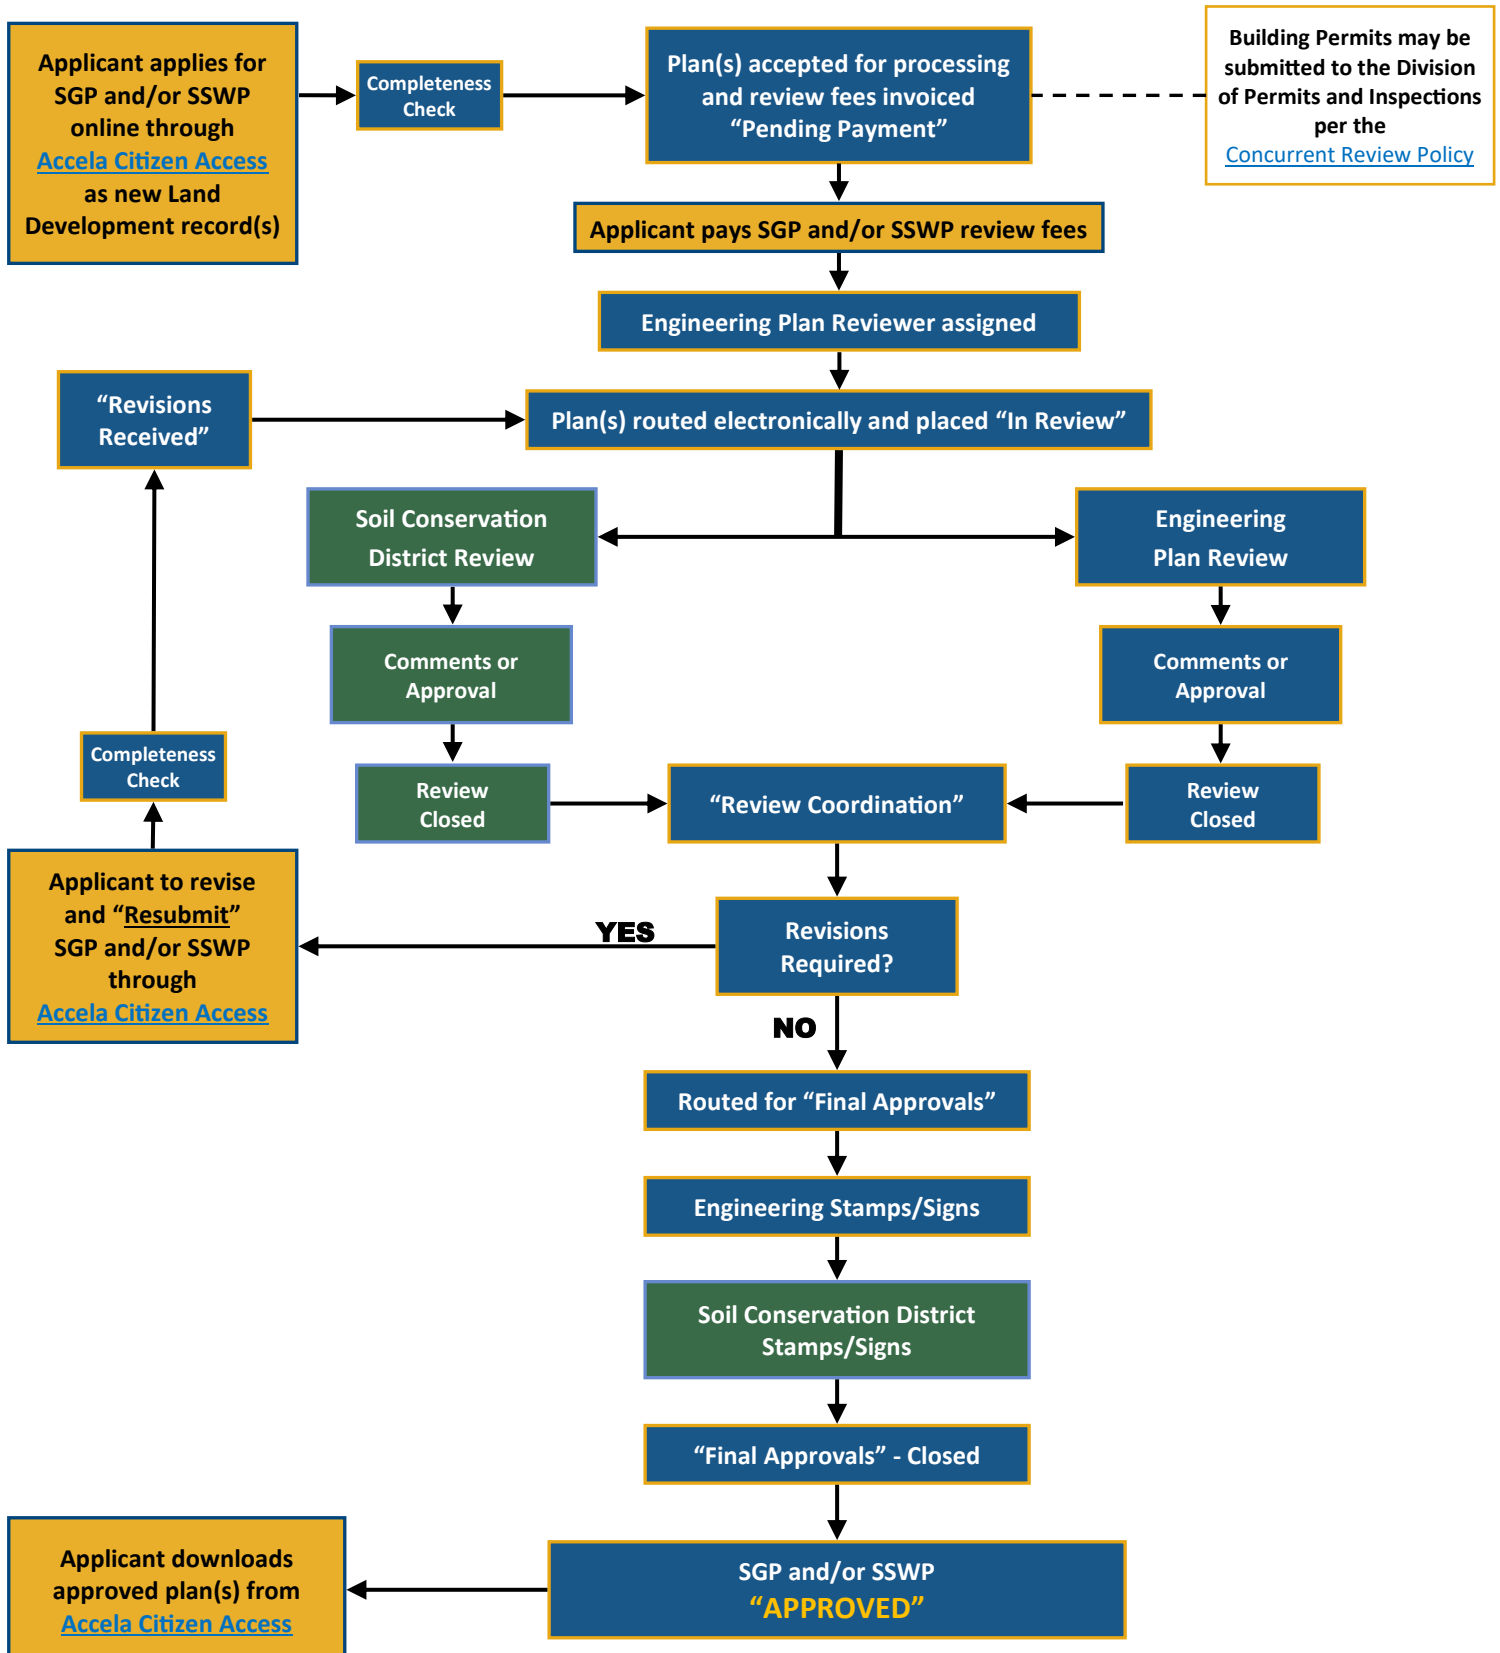 Applicant applies for
SGP and/or SSWP
online through
Accela Citizen Access
as new Land
Development record(s)
Completeness
Check
Plan(s) accepted for processing
and review fees invoiced
“Pending Payment”
Building Permits may be
submitted to the Division
of Permits and Inspections
per the
Concurrent Review Policy
Applicant pays SGP and/or SSWP review fees
Engineering Plan Reviewer assigned
“Revisions
Received”
Plan(s) routed electronically and placed “In Review”
Soil Conservation
District Review
Engineering
Plan Review
Comments or
Approval
Comments or
Approval
Completeness
Check
Review
Closed
“Review Coordination”
Review
Closed
Applicant to revise
and “Resubmit”
SGP and/or SSWP
through
Accela Citizen Access
YES
Revisions
Required?
NO
Routed for “Final Approvals”
Engineering Stamps/Signs
Soil Conservation District
Stamps/Signs
“Final Approvals” - Closed
Applicant downloads
approved plan(s) from
Accela Citizen Access
SGP and/or SSWP
“APPROVED”